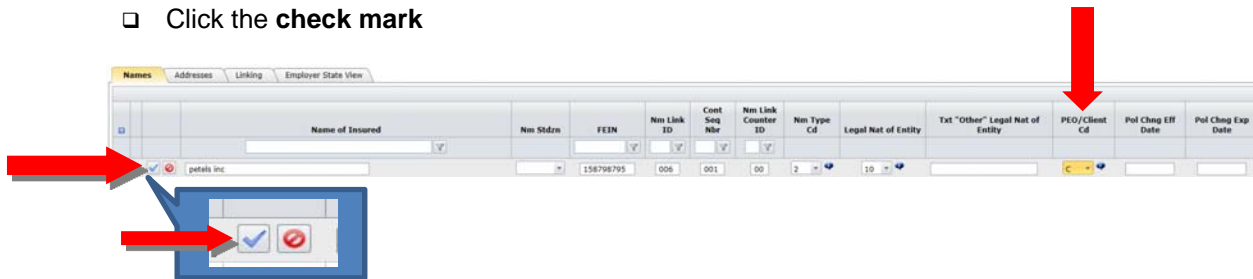 ❑ Click the check mark
Names Addresses Linking Employer State View
Name of Insured Nm Stdzn FEIN Nm Link ID Cont Seq Nbr Nm Link Counter ID Nm Type Cd Legal Nat of Entity Txt "Other" Legal Nat of Entity PEO/Client Cd Pol Chng Eff Date Pol Chng Exp Date
petels inc 158798795 006 001 00 2 10 C